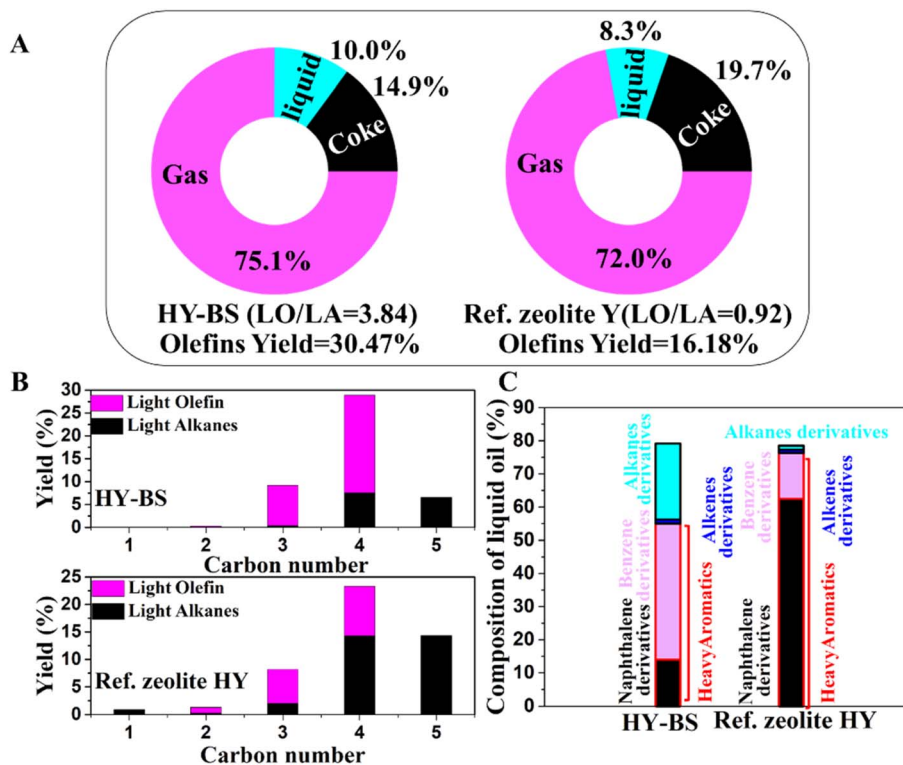 A
10.0%
liquid
14.9%
Coke
Gas
75.1%
HY-BS (LO/LA=3.84)
Olefins Yield=30.47%
8.3%
liquid
19.7%
Coke
Gas
72.0%
Ref. zeolite Y(LO/LA=0.92)
Olefins Yield=16.18%
B
Yield (%)
30
25
20
15
10
5
0
Light Olefin
Light Alkanes
HY-BS
1 2 3 4 5
Carbon number
Yield (%)
25
20
15
10
5
0
Light Olefin
Light Alkanes
Ref. zeolite HY
1 2 3 4 5
Carbon number
C
Composition of liquid oil (%)
90
80
70
60
50
40
30
20
10
0
Alkanes
derivatives
Benzene
derivatives
Naphthalene
derivatives
Alkenes
derivatives
HeavyAromatics
HY-BS
Alkanes derivatives
Benzene
derivatives
Naphthalene
derivatives
Alkenes
derivatives
HeavyAromatics
Ref. zeolite HY